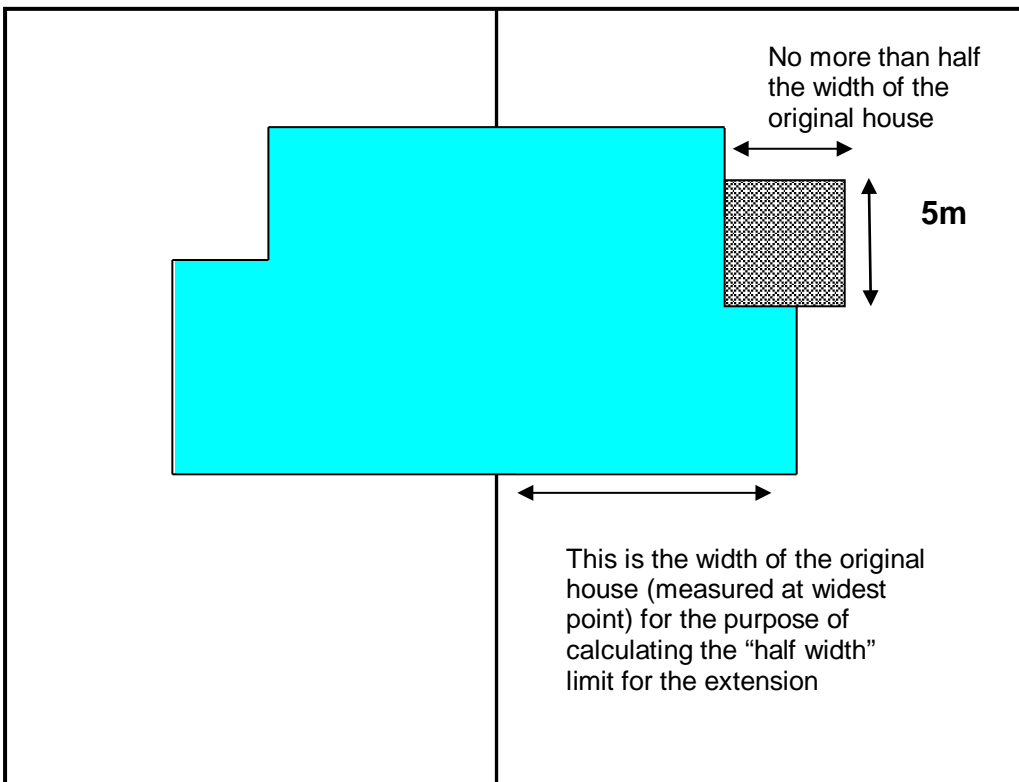 No more than half
the width of the
original house
5m
This is the width of the original
house (measured at widest
point) for the purpose of
calculating the “half width”
limit for the extension